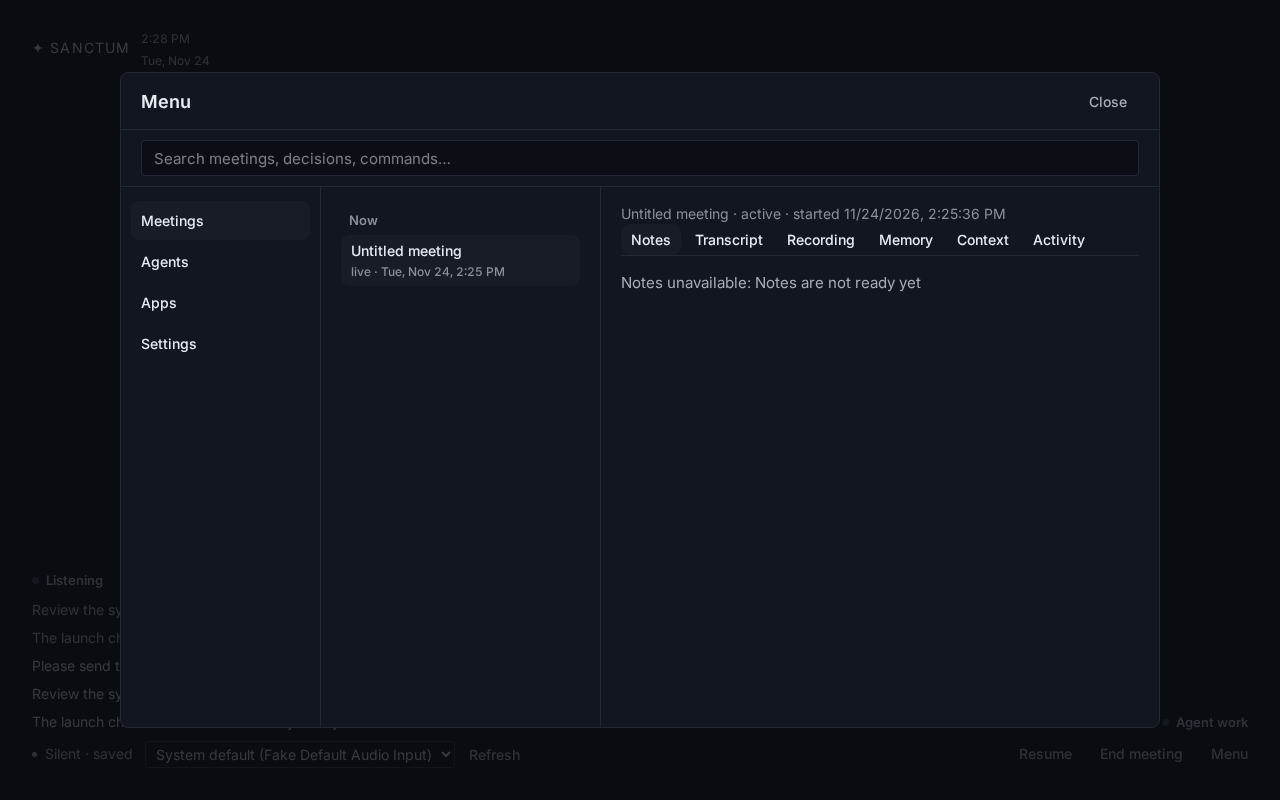 ✦ SANCTUM
2:28 PM
Tue, Nov 24
Menu
Close
Search meetings, decisions, commands...
Meetings
Agents
Apps
Settings
Now
Untitled meeting
live · Tue, Nov 24, 2:25 PM
Untitled meeting · active · started 11/24/2026, 2:25:36 PM
Notes Transcript Recording Memory Context Activity
Notes unavailable: Notes are not ready yet
Listening
Review the
The launch
Please send
Review the
The launch
Agent work
Silent · saved
System default (Fake Default Audio Input)
Refresh
Resume
End meeting
Menu